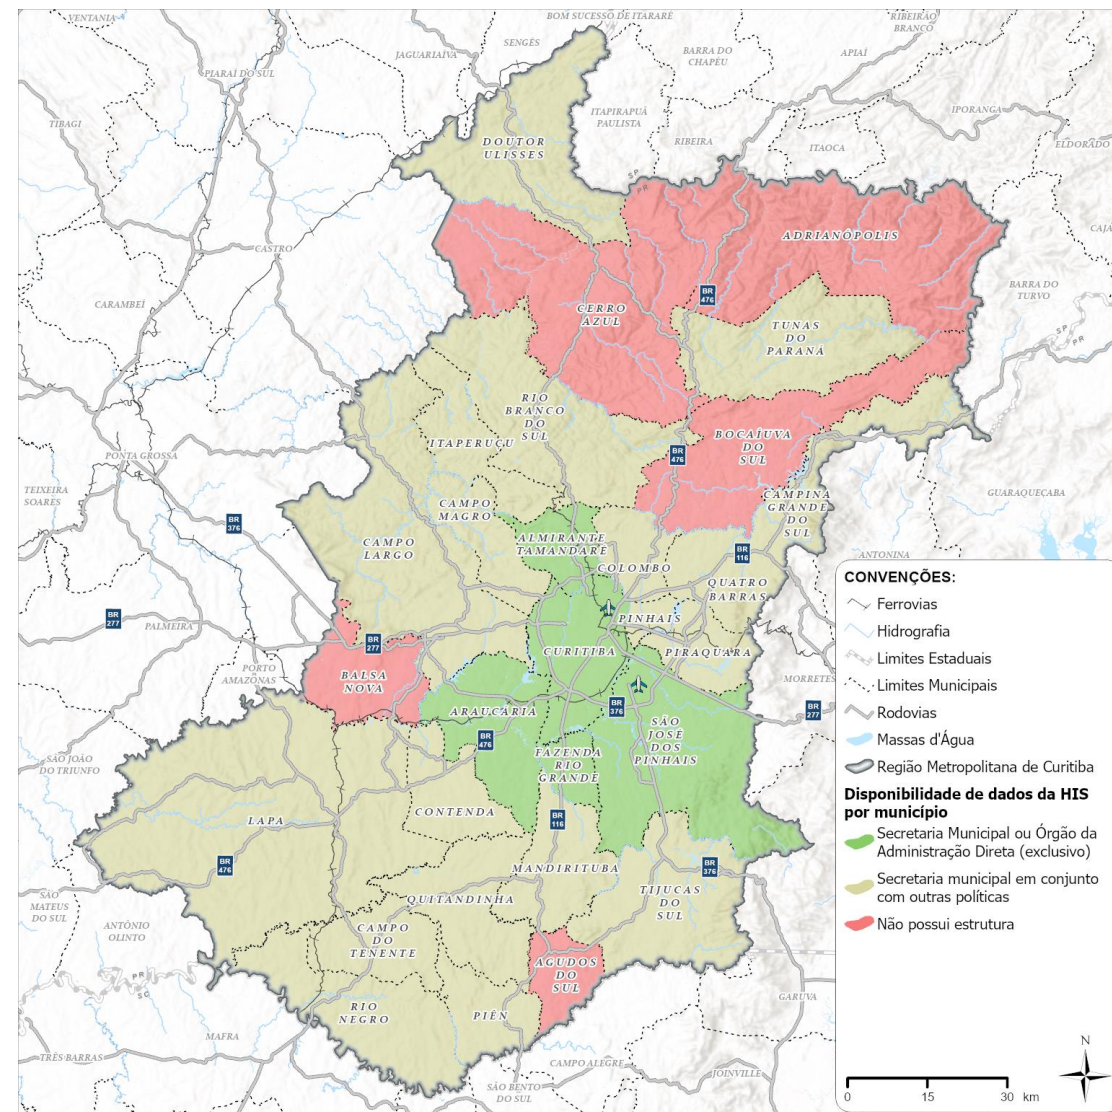 VENTANIA
BOM SUCESSO DE ITARARÉ
RIBEIRÃO
BRANCO
SENGÉS
JAGUARIAÍVA
BARRA DO
CHAPÉU
APIAÍ
PIRAÍ DO SUL
TIBAGI
ITAPIRAPUÃ
PAULISTA
IPORANGA
RIBEIRA
ITAOCA
ELDORADO
DOUTOR
ULISSES
SP
PR
CAJA
ADRIANÓPOLIS
CASTRO
CARAMBEÍ
BARRA DO
TURVO
BR
476
CERRO
AZUL
TUNAS
DO
PARANÁ
SP
PR
RIO
BRANCO
DO
SUL
ITAPERUÇU
BOCAIÚVA
DO
SUL
BR
476
PONTA GROSSA
TEIXEIRA
SOARES
CAMPO
MAGRO
CAMPINA
GRANDE
DO
SUL
GUARAQUEÇABA
BR
376
CAMPO
LARGO
ALMIRANTE
TAMANDARÉ
COLOMBO
BR
116
ANTONINA
QUATRO
BARRAS
BR
277
PALMEIRA
PINHAIS
BR
277
CURITIBA
PIRAQUARA
PORTO
AMAZONAS
BALSA
NOVA
MORRETES
ARAUCÁRIA
BR
376
BR
277
BR
476
SÃO
JOSÉ
DOS
PINHAIS
SÃO JOÃO
DO TRIUNFO
FAZENDA
RIO
GRANDE
LAPA
CONTENDA
BR
116
BR
476
MANDIRITUBA
BR
376
TIJUCAS
DO
SUL
SÃO
MATEUS
DO SUL
QUITANDINHA
ANTÔNIO
OLINTO
CAMPO
DO
TENENTE
AGUDOS
DO
SUL
PR
SC
RIO
NEGRO
PIÊN
GARUVA
MAFRA
TRÊS BARRAS
CAMPO ALEGRE
JOINVILLE
SÃO BENTO
DO SUL
CONVENÇÕES:
Ferrovias
Hidrografia
Limites Estaduais
Limites Municipais
Rodovias
Massas d'Água
Região Metropolitana de Curitiba
Disponibilidade de dados da HIS
por município
Secretaria Municipal ou Órgão da
Administração Direta (exclusivo)
Secretaria municipal em conjunto
com outras políticas
Não possui estrutura
N
0 15 30 km